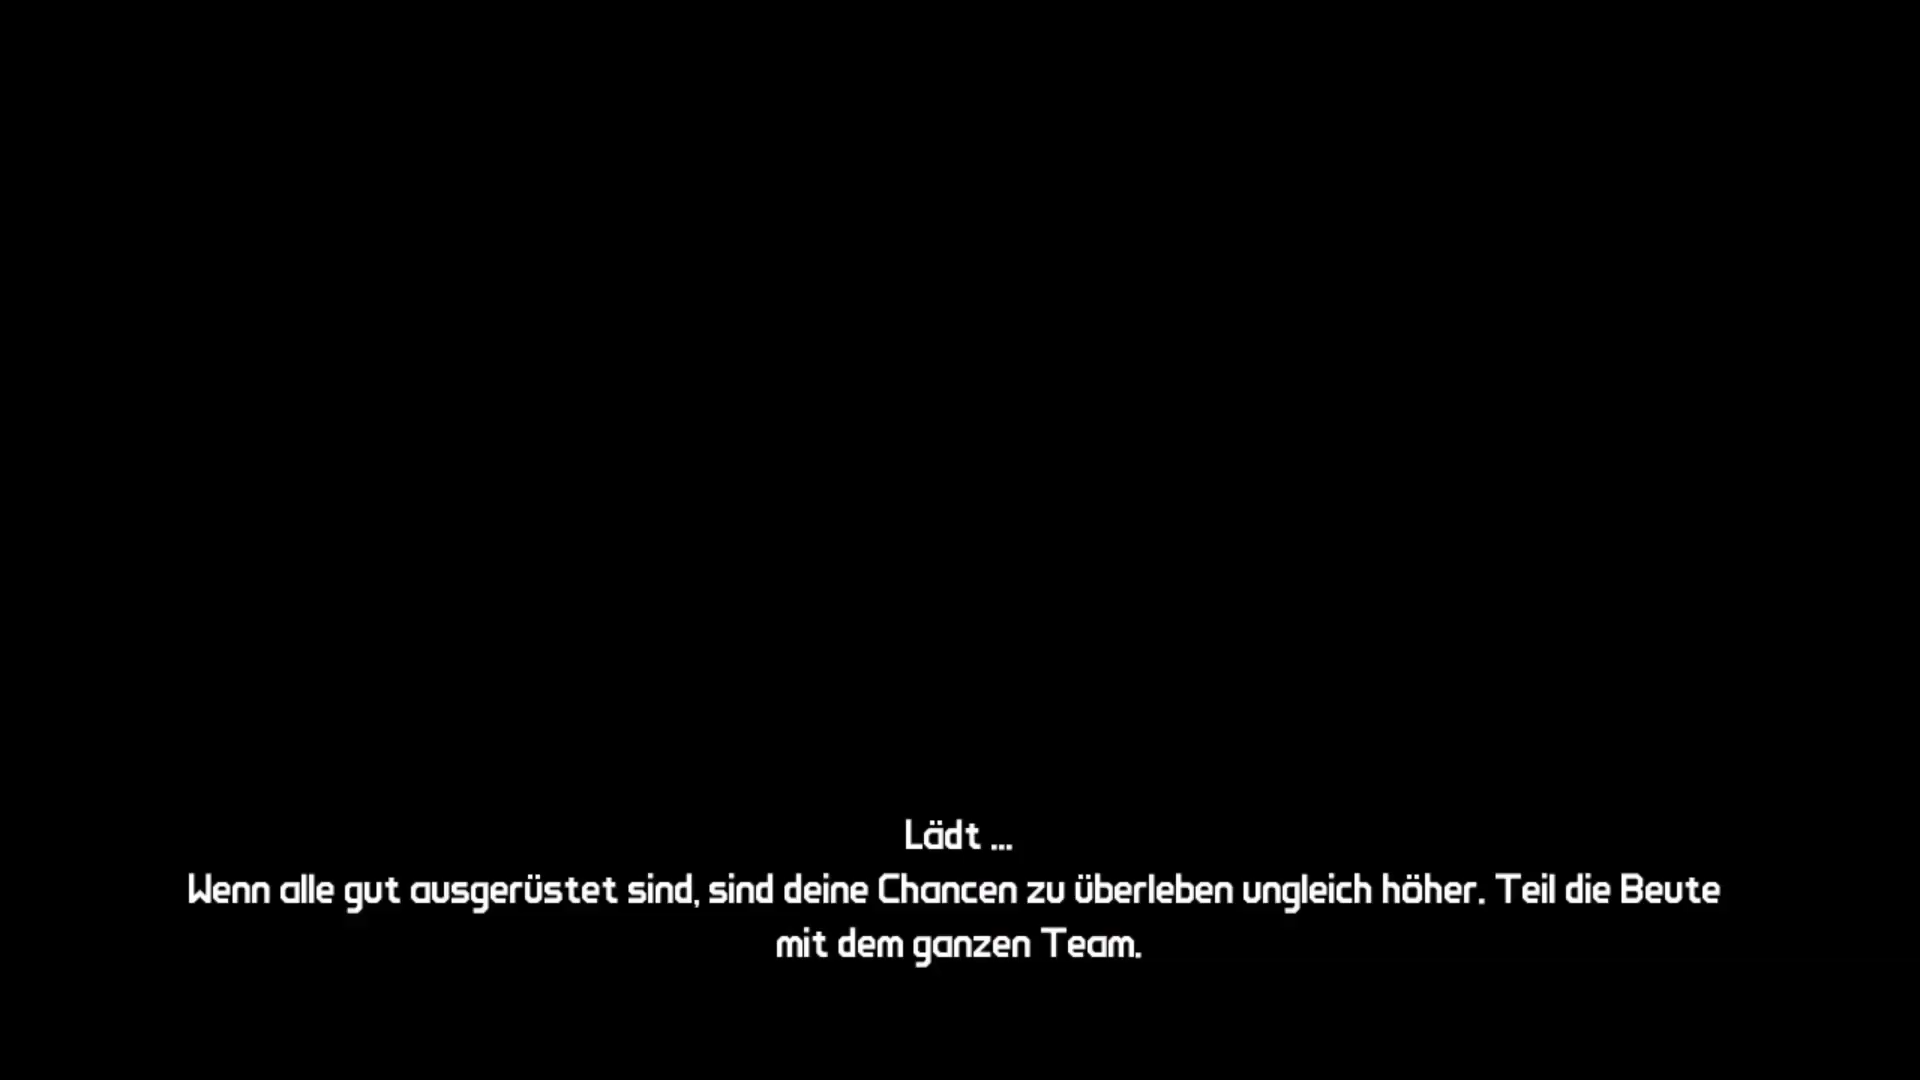 Lädt ...
Wenn alle gut ausgerüstet sind, sind deine Chancen zu überleben ungleich höher. Teil die Beute
mit dem ganzen Team.